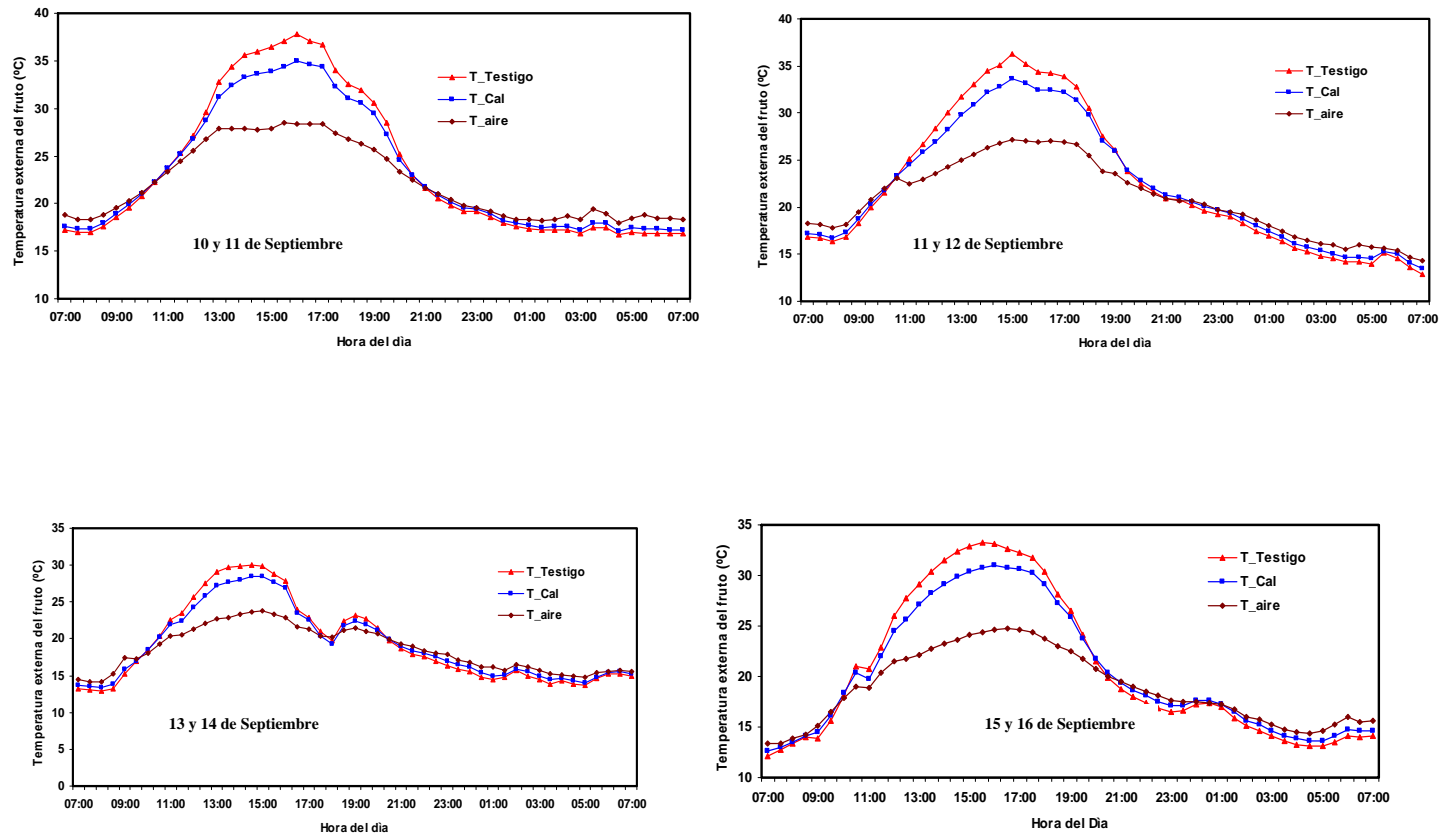 40
35
30
25
20
15
10
Temperatura externa del fruto (ºC)
T_Testigo
T_Cal
T_aire
10 y 11 de Septiembre
07:00 09:00 11:00 13:00 15:00 17:00 19:00 21:00 23:00 01:00 03:00 05:00 07:00
Hora del dìa
40
35
30
25
20
15
10
Temperatura externa del fruto (ºC)
T_Testigo
T_Cal
T_aire
11 y 12 de Septiembre
07:00 09:00 11:00 13:00 15:00 17:00 19:00 21:00 23:00 01:00 03:00 05:00 07:00
Hora del dìa
35
30
25
20
15
10
5
0
Temperatura externa del fruto (ºC)
T_Testigo
T_Cal
T_aire
13 y 14 de Septiembre
07:00 09:00 11:00 13:00 15:00 17:00 19:00 21:00 23:00 01:00 03:00 05:00 07:00
Hora del dìa
35
30
25
20
15
10
Temperatura externa del fruto (ºC)
T_Testigo
T_Cal
T_aire
15 y 16 de Septiembre
07:00 09:00 11:00 13:00 15:00 17:00 19:00 21:00 23:00 01:00 03:00 05:00 07:00
Hora del Dìa